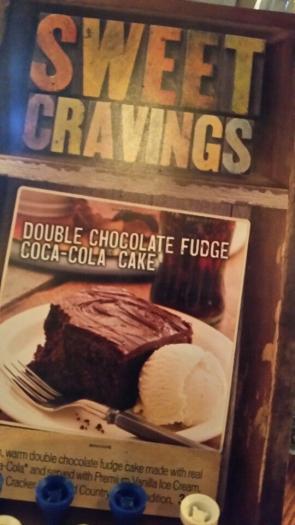 SWEET
CRAVINGS
DOUBLE CHOCOLATE FUDGE
COCA-COLA® CAKE
warm double chocolate fudge cake made with real
a-Cola® and served with Premium Vanilla Ice Cream.
Cracker d Country dition,